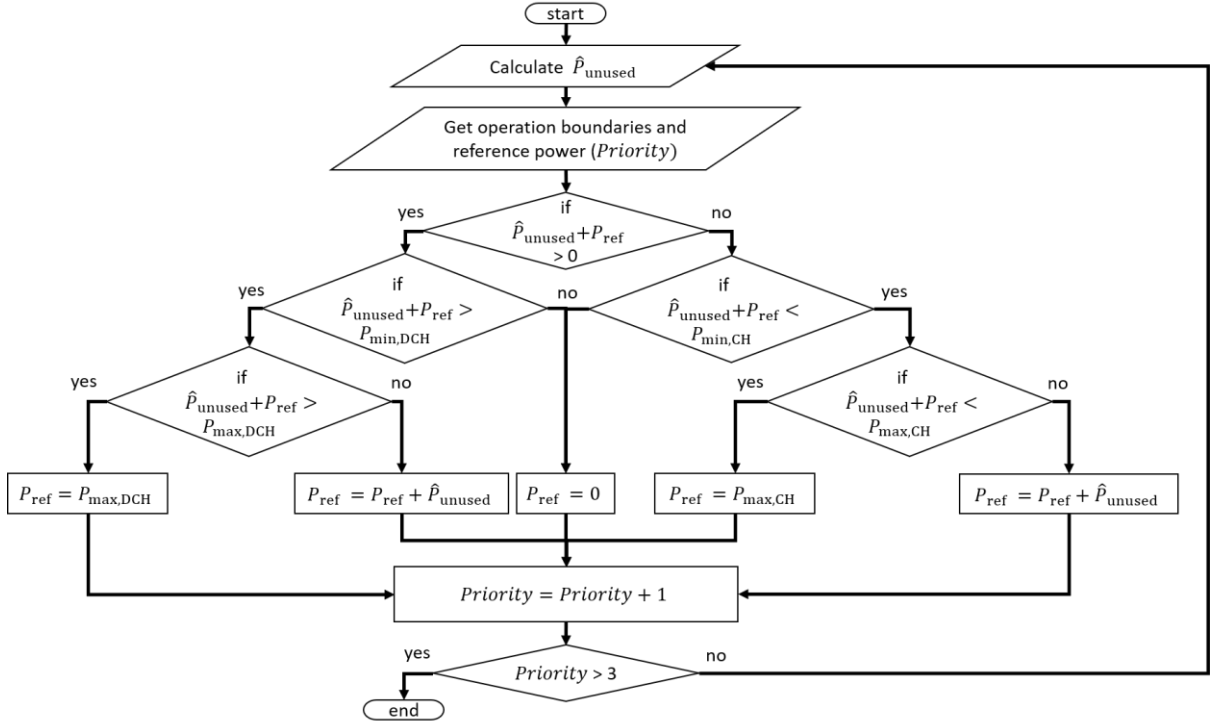 start
Calculate P̂unused
Get operation boundaries and
reference power (Priority)
yes
if
no
P̂unused+Pref
> 0
yes
if
no
if
yes
P̂unused+Pref >
Pmin,DCH
P̂unused+Pref <
Pmin,CH
yes
if
no
yes
if
no
P̂unused+Pref >
Pmax,DCH
P̂unused+Pref <
Pmax,CH
Pref = Pmax,DCH
Pref = Pref + P̂unused
Pref = 0
Pref = Pmax,CH
Pref = Pref + P̂unused
Priority = Priority + 1
yes
Priority > 3
no
end